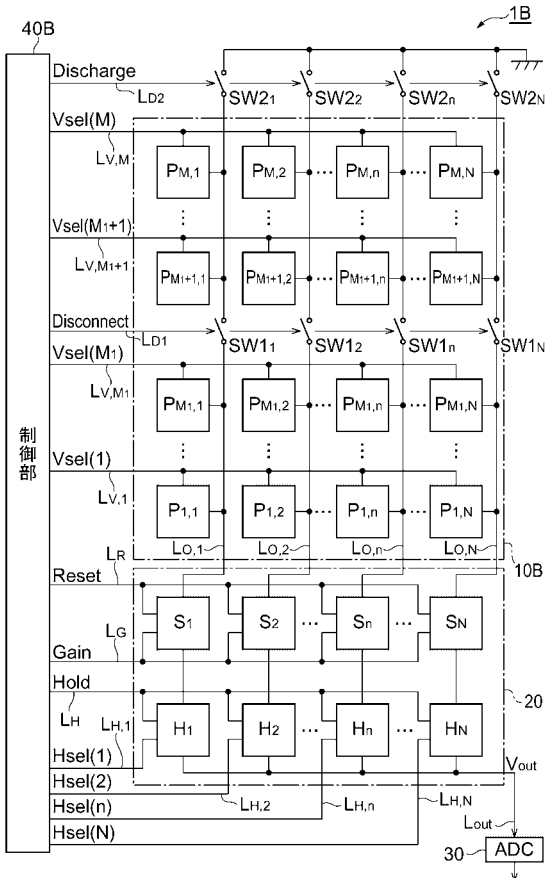 40B
1B
Discharge
LD2
SW21 SW22 SW2n SW2N
Vsel(M)
LV,M
PM,1 PM,2 ··· PM,n ··· PM,N
Vsel(M1+1)
LV,M1+1
PM1+1,1 PM1+1,2 ··· PM1+1,n ··· PM1+1,N
Disconnect
LD1
SW11 SW12 SW1n SW1N
Vsel(M1)
LV,M1
PM1,1 PM1,2 ··· PM1,n ··· PM1,N
制御部
Vsel(1)
LV,1
P1,1 P1,2 ··· P1,n ··· P1,N
LO,1 LO,2 LO,n LO,N
10B
LR
Reset
S1 S2 ··· Sn ··· SN
LG
Gain
Hold
LH
20
H1 H2 ··· Hn ··· HN
LH,1
Hsel(1)
Vout
Hsel(2)
LH,2 LH,n LH,N
Hsel(n)
Lout
Hsel(N)
30 ADC